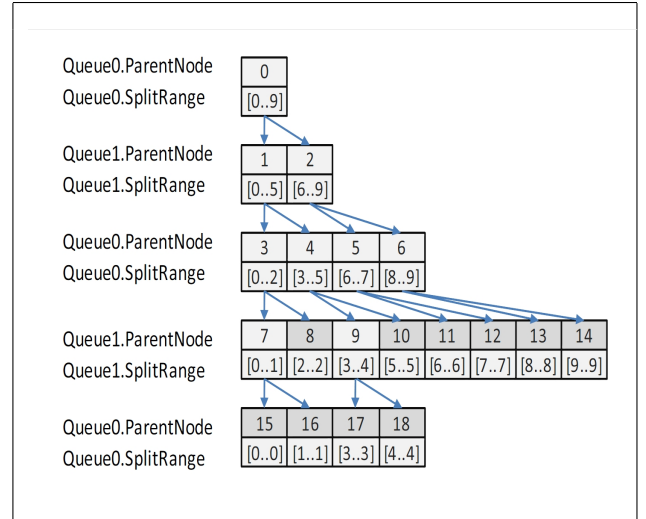 Queue0.ParentNode 0
Queue0.SplitRange [0..9]
Queue1.ParentNode 1 2
Queue1.SplitRange [0..5] [6..9]
Queue0.ParentNode 3 4 5 6
Queue0.SplitRange [0..2] [3..5] [6..7] [8..9]
Queue1.ParentNode 7 8 9 10 11 12 13 14
Queue1.SplitRange [0..1] [2..2] [3..4] [5..5] [6..6] [7..7] [8..8] [9..9]
Queue0.ParentNode 15 16 17 18
Queue0.SplitRange [0..0] [1..1] [3..3] [4..4]